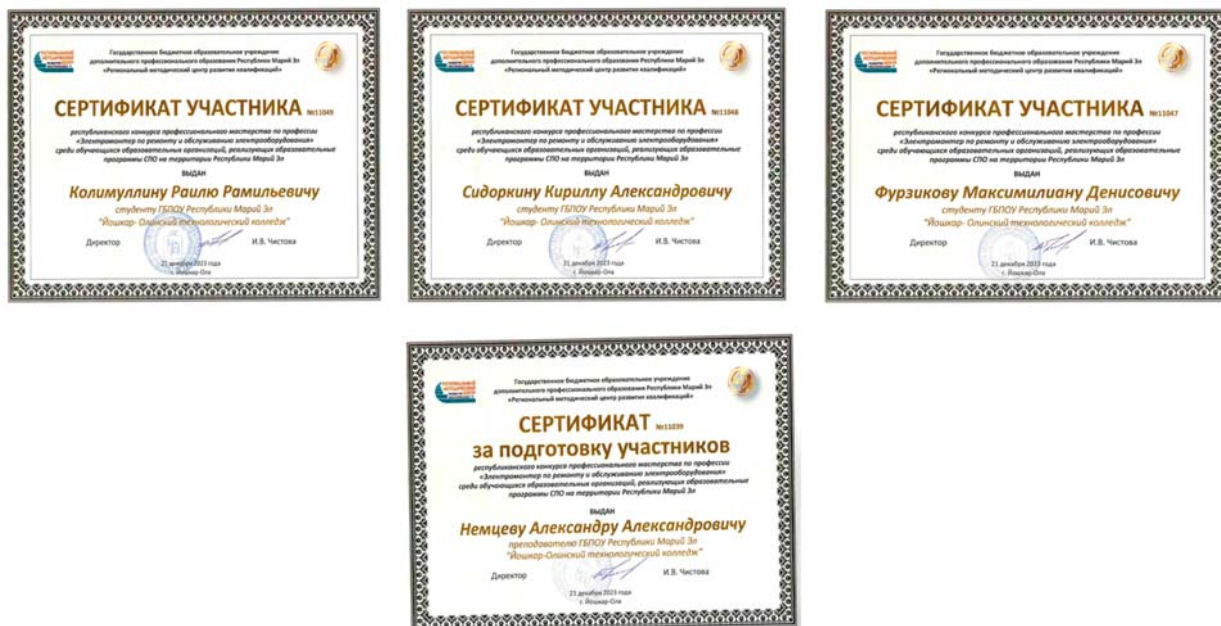 Государственное бюджетное образовательное учреждение
дополнительного профессионального образования Республики Марий Эл
«Региональный методический центр развития квалификаций»
СЕРТИФИКАТ УЧАСТНИКА №11049
республиканского конкурса профессионального мастерства по профессии
«Электромонтер по ремонту и обслуживанию электрооборудования»
среди обучающихся образовательных организаций, реализующих образовательные
программы СПО на территории Республики Марий Эл
ВЫДАН
Колимуллину Раилю Рамильевичу
студенту ГБПОУ Республики Марий Эл
"Йошкар- Олинский технологический колледж"
Директор И.В. Чистова
21 декабря 2023 года
г. Йошкар-Ола
Государственное бюджетное образовательное учреждение
дополнительного профессионального образования Республики Марий Эл
«Региональный методический центр развития квалификаций»
СЕРТИФИКАТ УЧАСТНИКА №11048
республиканского конкурса профессионального мастерства по профессии
«Электромонтер по ремонту и обслуживанию электрооборудования»
среди обучающихся образовательных организаций, реализующих образовательные
программы СПО на территории Республики Марий Эл
ВЫДАН
Сидоркину Кириллу Александровичу
студенту ГБПОУ Республики Марий Эл
"Йошкар- Олинский технологический колледж"
Директор И.В. Чистова
21 декабря 2023 года
г. Йошкар-Ола
Государственное бюджетное образовательное учреждение
дополнительного профессионального образования Республики Марий Эл
«Региональный методический центр развития квалификаций»
СЕРТИФИКАТ УЧАСТНИКА №11047
республиканского конкурса профессионального мастерства по профессии
«Электромонтер по ремонту и обслуживанию электрооборудования»
среди обучающихся образовательных организаций, реализующих образовательные
программы СПО на территории Республики Марий Эл
ВЫДАН
Фурзикову Максимилиану Денисовичу
студенту ГБПОУ Республики Марий Эл
"Йошкар- Олинский технологический колледж"
Директор И.В. Чистова
21 декабря 2023 года
г. Йошкар-Ола
Государственное бюджетное образовательное учреждение
дополнительного профессионального образования Республики Марий Эл
«Региональный методический центр развития квалификаций»
СЕРТИФИКАТ №11039
за подготовку участников
республиканского конкурса профессионального мастерства по профессии
«Электромонтер по ремонту и обслуживанию электрооборудования»
среди обучающихся образовательных организаций, реализующих образовательные
программы СПО на территории Республики Марий Эл
ВЫДАН
Немцеву Александру Александровичу
преподавателю ГБПОУ Республики Марий Эл
"Йошкар-Олинский технологический колледж"
Директор И.В. Чистова
21 декабря 2023 года
г. Йошкар-Ола